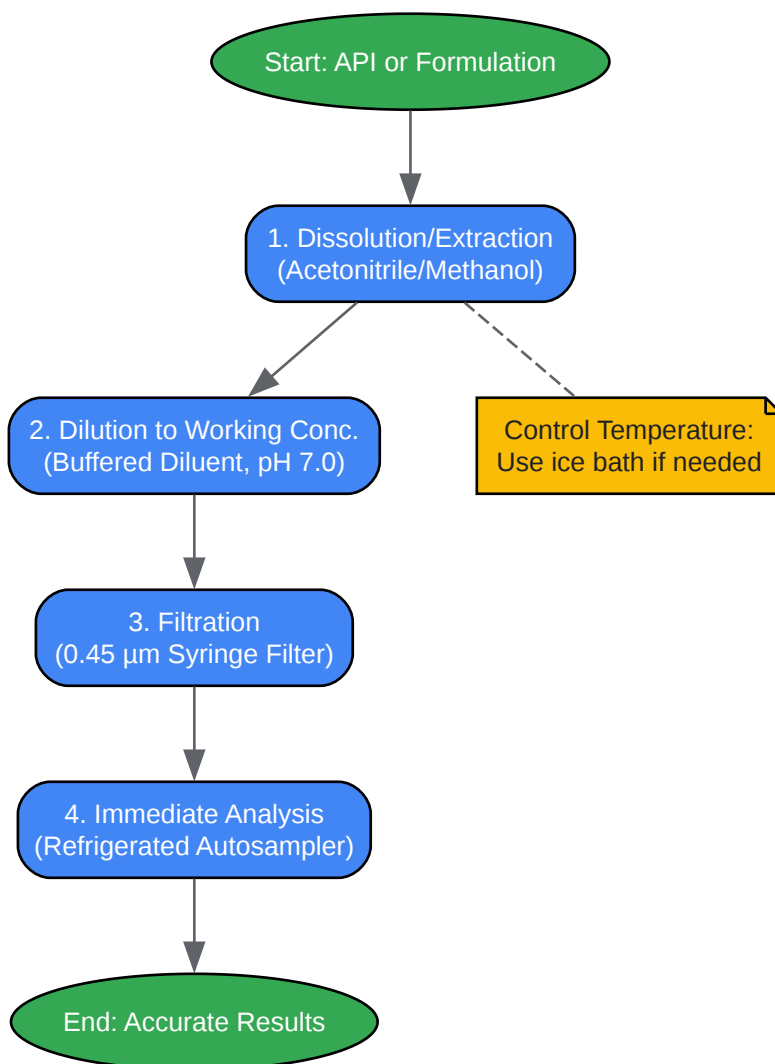 Start: API or Formulation
1. Dissolution/Extraction
(Acetonitrile/Methanol)
2. Dilution to Working Conc.
(Buffered Diluent, pH 7.0)
Control Temperature:
Use ice bath if needed
3. Filtration
(0.45 µm Syringe Filter)
4. Immediate Analysis
(Refrigerated Autosampler)
End: Accurate Results